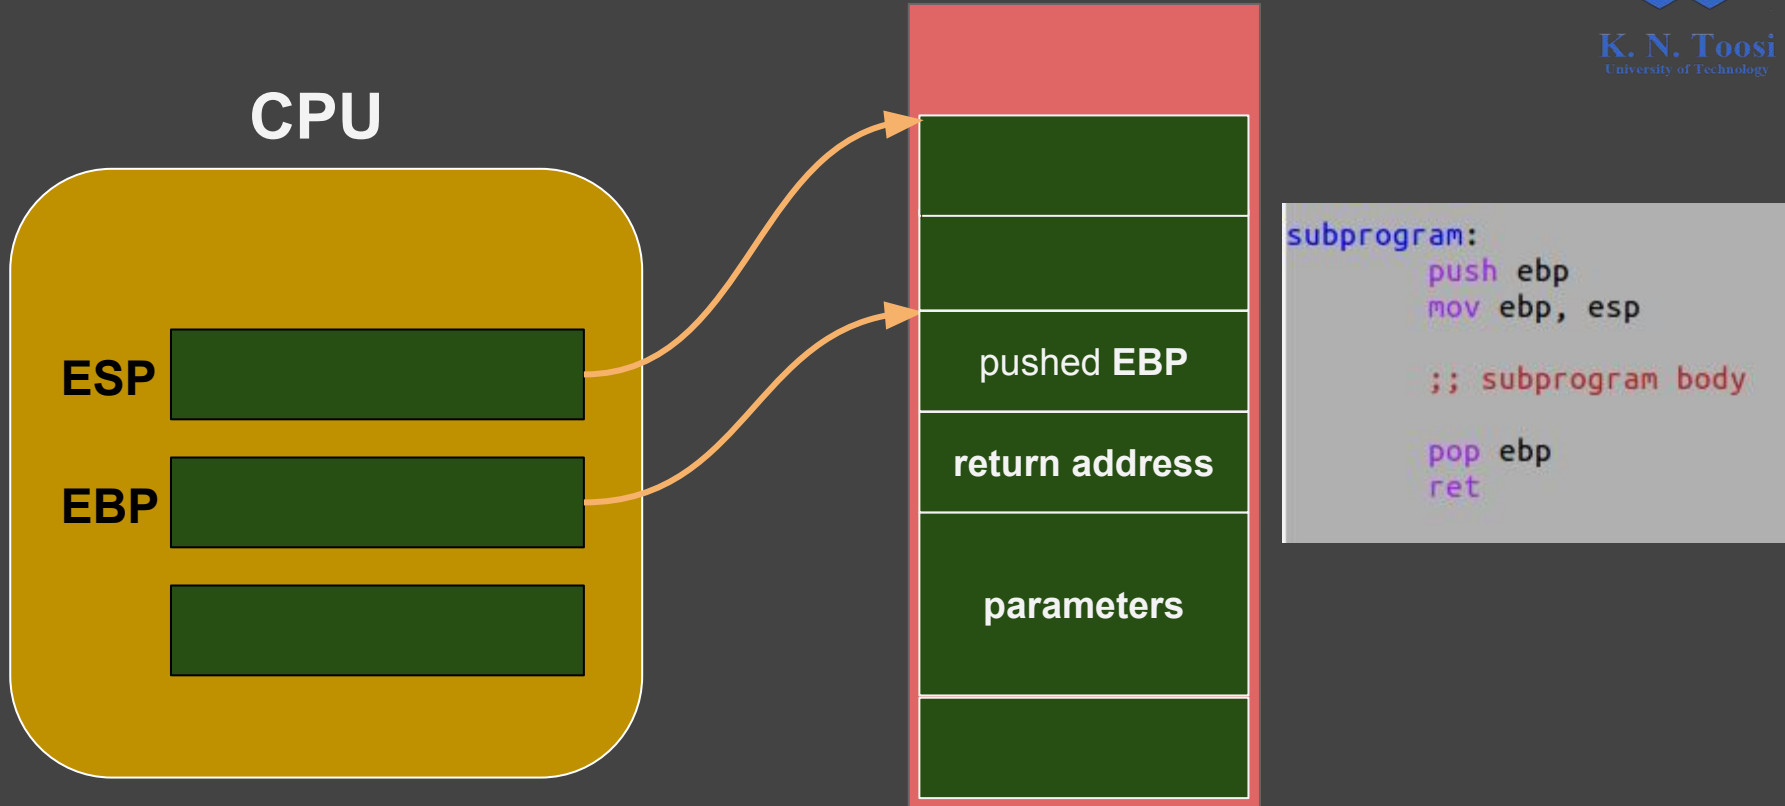 K. N. Toosi
University of Technology
CPU
ESP
EBP
pushed EBP
return address
parameters
subprogram:
push ebp
mov ebp, esp
;; subprogram body
pop ebp
ret